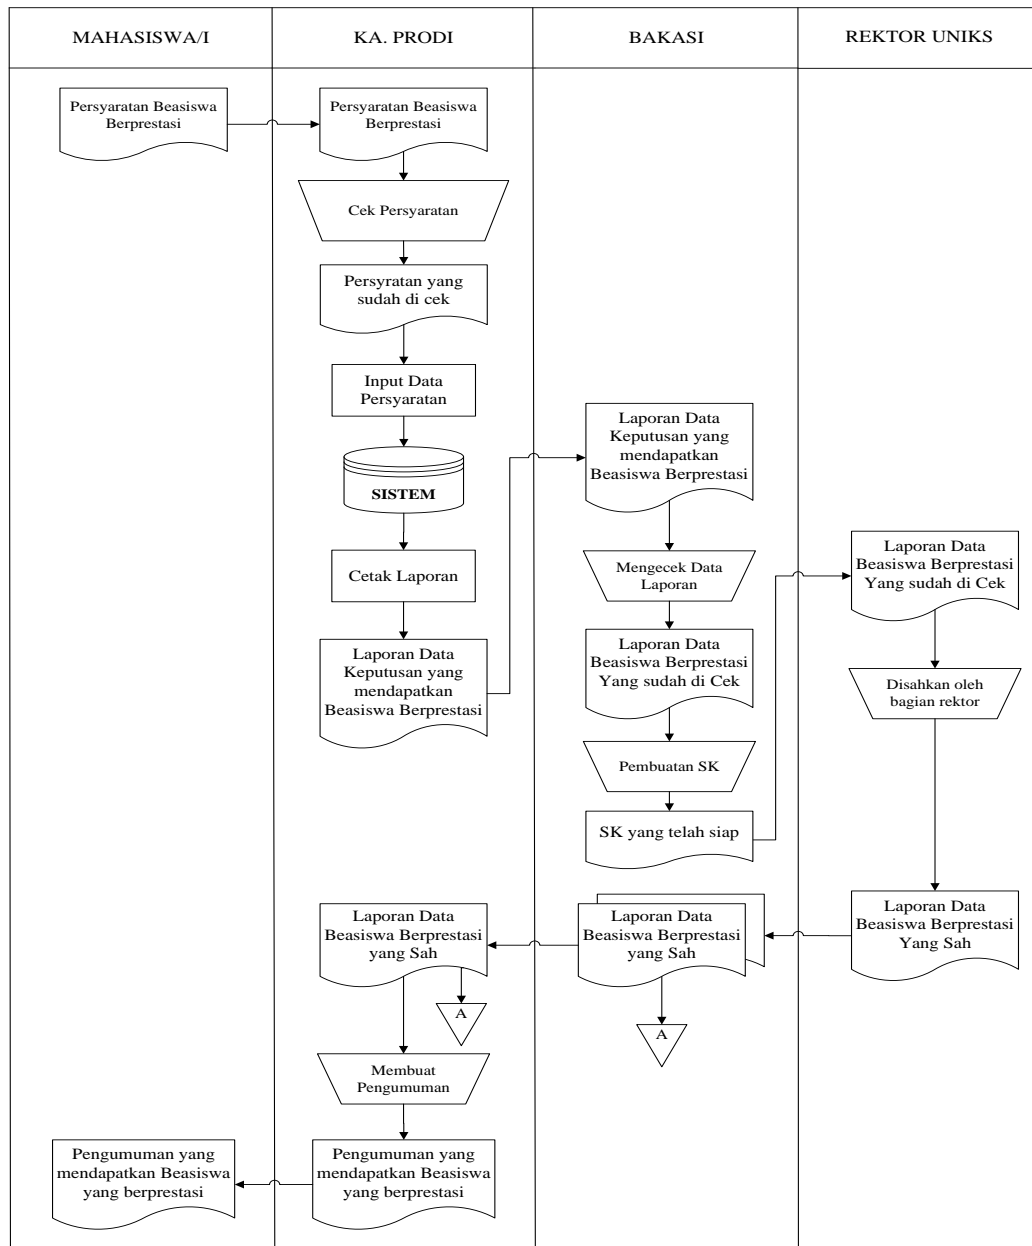 MAHASISWA/I
KA. PRODI
BAKASI
REKTOR UNIKS
Persyaratan Beasiswa
Berprestasi
Persyaratan Beasiswa
Berprestasi
Cek Persyaratan
Persyratan yang
sudah di cek
Input Data
Persyaratan
SISTEM
Cetak Laporan
Laporan Data
Keputusan yang
mendapatkan
Beasiswa Berprestasi
Laporan Data
Keputusan yang
mendapatkan
Beasiswa Berprestasi
Mengecek Data
Laporan
Laporan Data
Beasiswa Berprestasi
Yang sudah di Cek
Pembuatan SK
SK yang telah siap
Laporan Data
Beasiswa Berprestasi
Yang sudah di Cek
Disahkan oleh
bagian rektor
Laporan Data
Beasiswa Berprestasi
Yang Sah
Laporan Data
Beasiswa Berprestasi
yang Sah
A
Laporan Data
Beasiswa Berprestasi
yang Sah
A
Membuat
Pengumuman
Pengumuman yang
mendapatkan Beasiswa
yang berprestasi
Pengumuman yang
mendapatkan Beasiswa
yang berprestasi